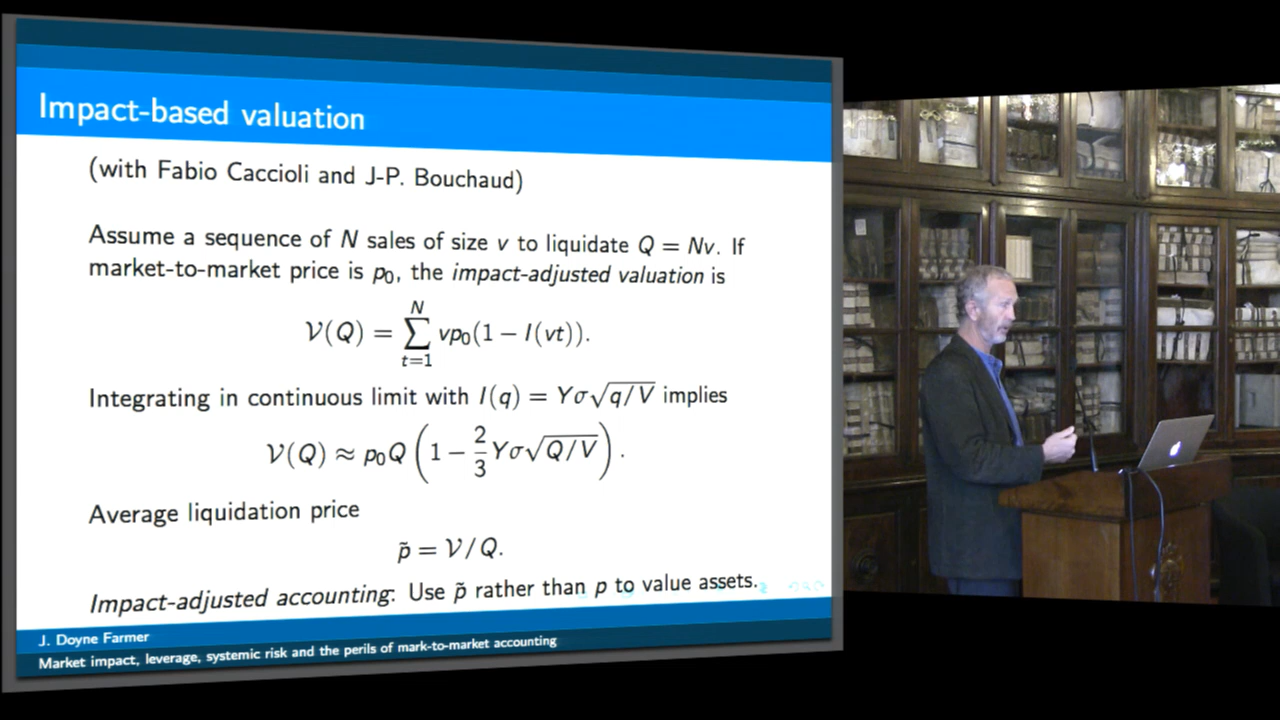 Impact-based valuation
(with Fabio Caccioli and J-P. Bouchaud)
Assume a sequence of N sales of size v to liquidate Q = Nv. If
market-to-market price is p₀, the impact-adjusted valuation is
𝒱(Q) = ∑_{t=1}^{N} vp₀(1 − I(vt)).
Integrating in continuous limit with I(q) = Yσ√(q/V) implies
𝒱(Q) ≈ p₀Q (1 − 2/3 Yσ√(Q/V)).
Average liquidation price
p̃ = 𝒱/Q.
Impact-adjusted accounting: Use p̃ rather than p to value assets.
J. Doyne Farmer
Market impact, leverage, systemic risk and the perils of mark-to-market accounting